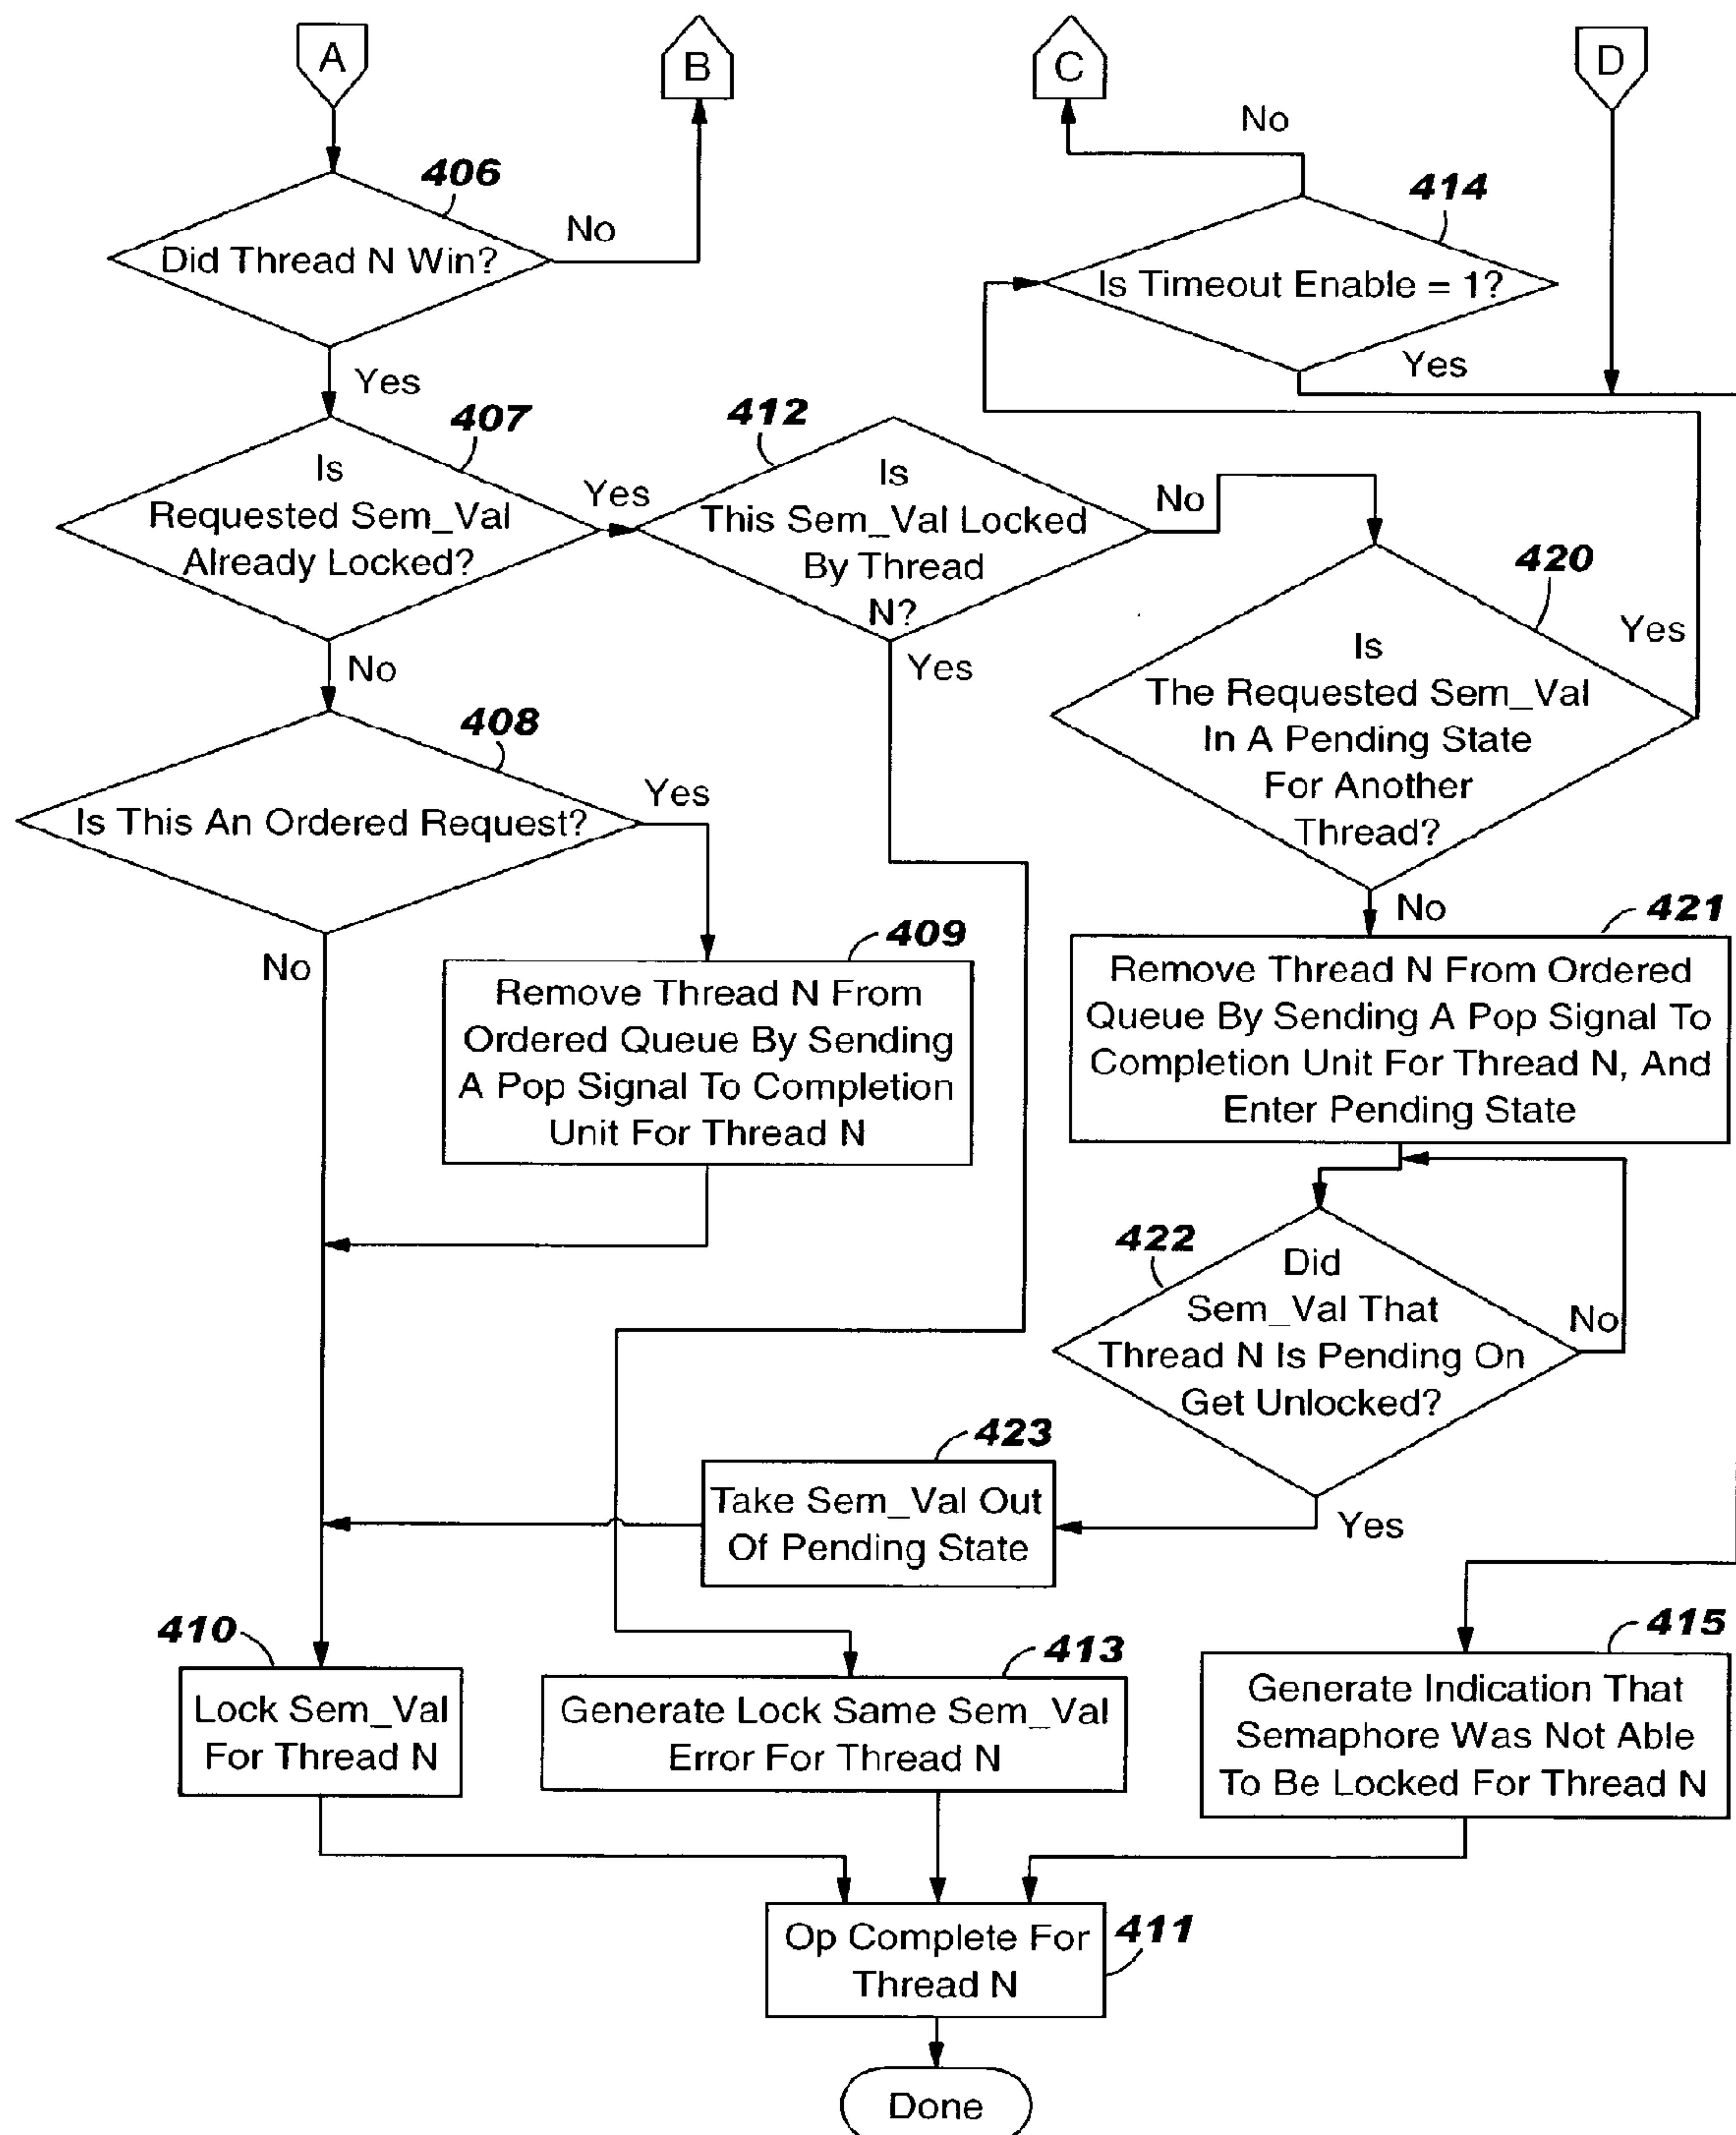 A
B
C
D
406
Did Thread N Win?
No
Yes
No
414
Is Timeout Enable = 1?
Yes
407
Is
Requested Sem_Val
Already Locked?
Yes
No
412
Is
This Sem_Val Locked
By Thread
N?
No
Yes
420
Is
The Requested Sem_Val
In A Pending State
For Another
Thread?
Yes
No
408
Is This An Ordered Request?
Yes
No
409
Remove Thread N From
Ordered Queue By Sending
A Pop Signal To Completion
Unit For Thread N
421
Remove Thread N From Ordered
Queue By Sending A Pop Signal To
Completion Unit For Thread N, And
Enter Pending State
422
Did
Sem_Val That
Thread N Is Pending On
Get Unlocked?
No
Yes
423
Take Sem_Val Out
Of Pending State
410
Lock Sem_Val
For Thread N
413
Generate Lock Same Sem_Val
Error For Thread N
415
Generate Indication That
Semaphore Was Not Able
To Be Locked For Thread N
Op Complete For
Thread N
411
Done